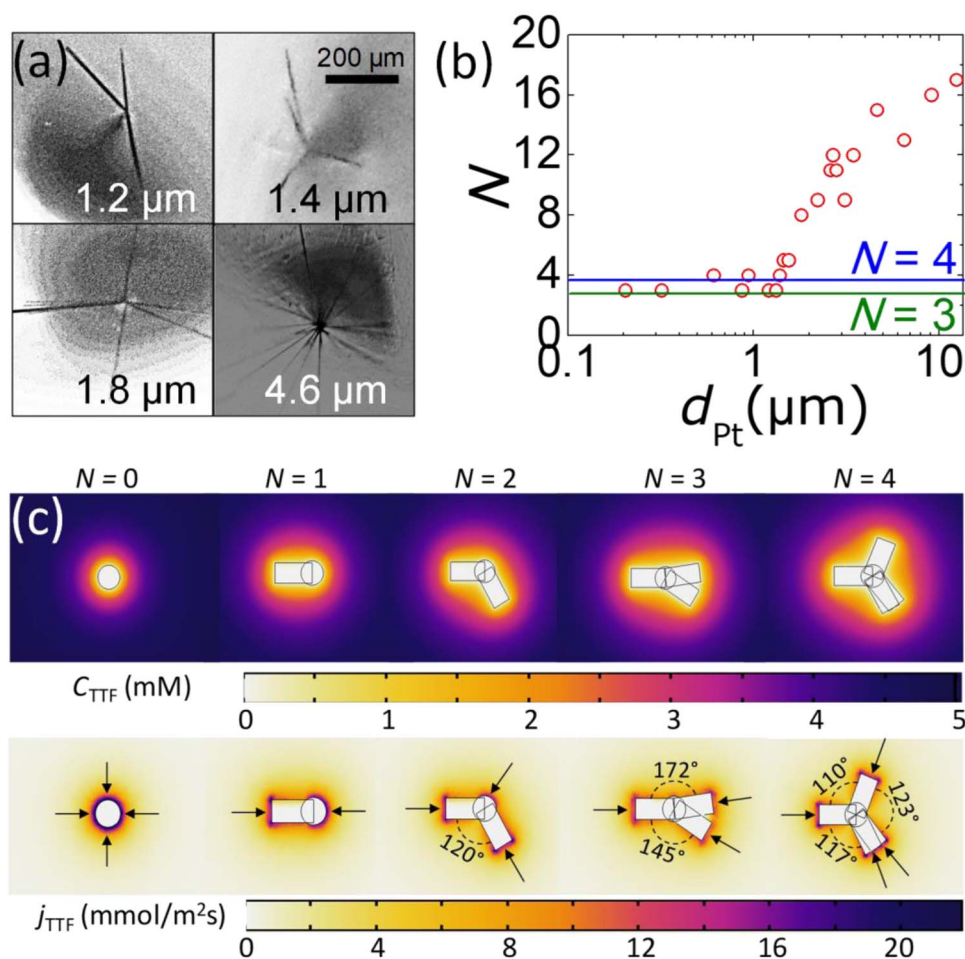 (a)
200 µm
1.2 µm
1.4 µm
1.8 µm
4.6 µm
(b)
20
16
12
8
4
0
N
N = 4
N = 3
0.1
1
10
dPt(µm)
(c)
N = 0
N = 1
N = 2
N = 3
N = 4
CTTF (mM)
0
1
2
3
4
5
120°
172°
145°
110°
123°
117°
jTTF (mmol/m²s)
0
4
8
12
16
20